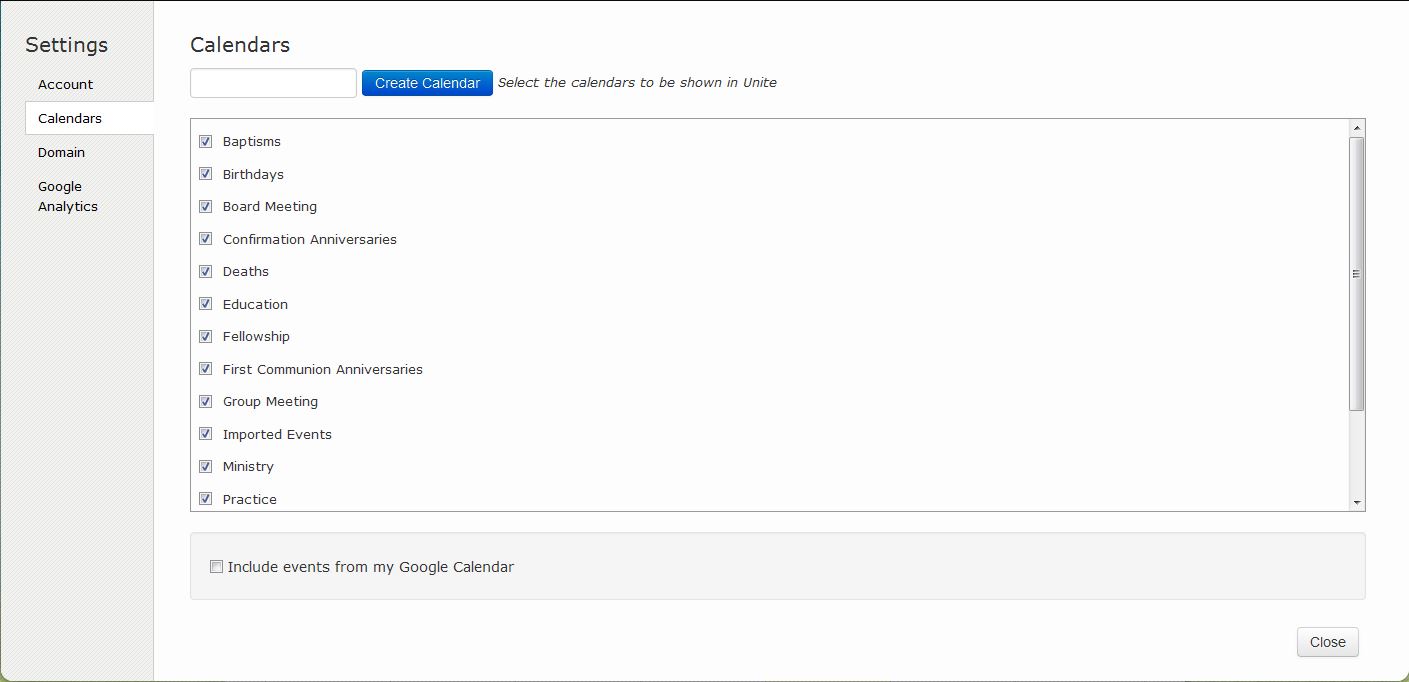 Settings
Account
Calendars
Domain
Google
Analytics
Calendars
Create Calendar Select the calendars to be shown in Unite
Baptisms
Birthdays
Board Meeting
Confirmation Anniversaries
Deaths
Education
Fellowship
First Communion Anniversaries
Group Meeting
Imported Events
Ministry
Practice
Include events from my Google Calendar
Close